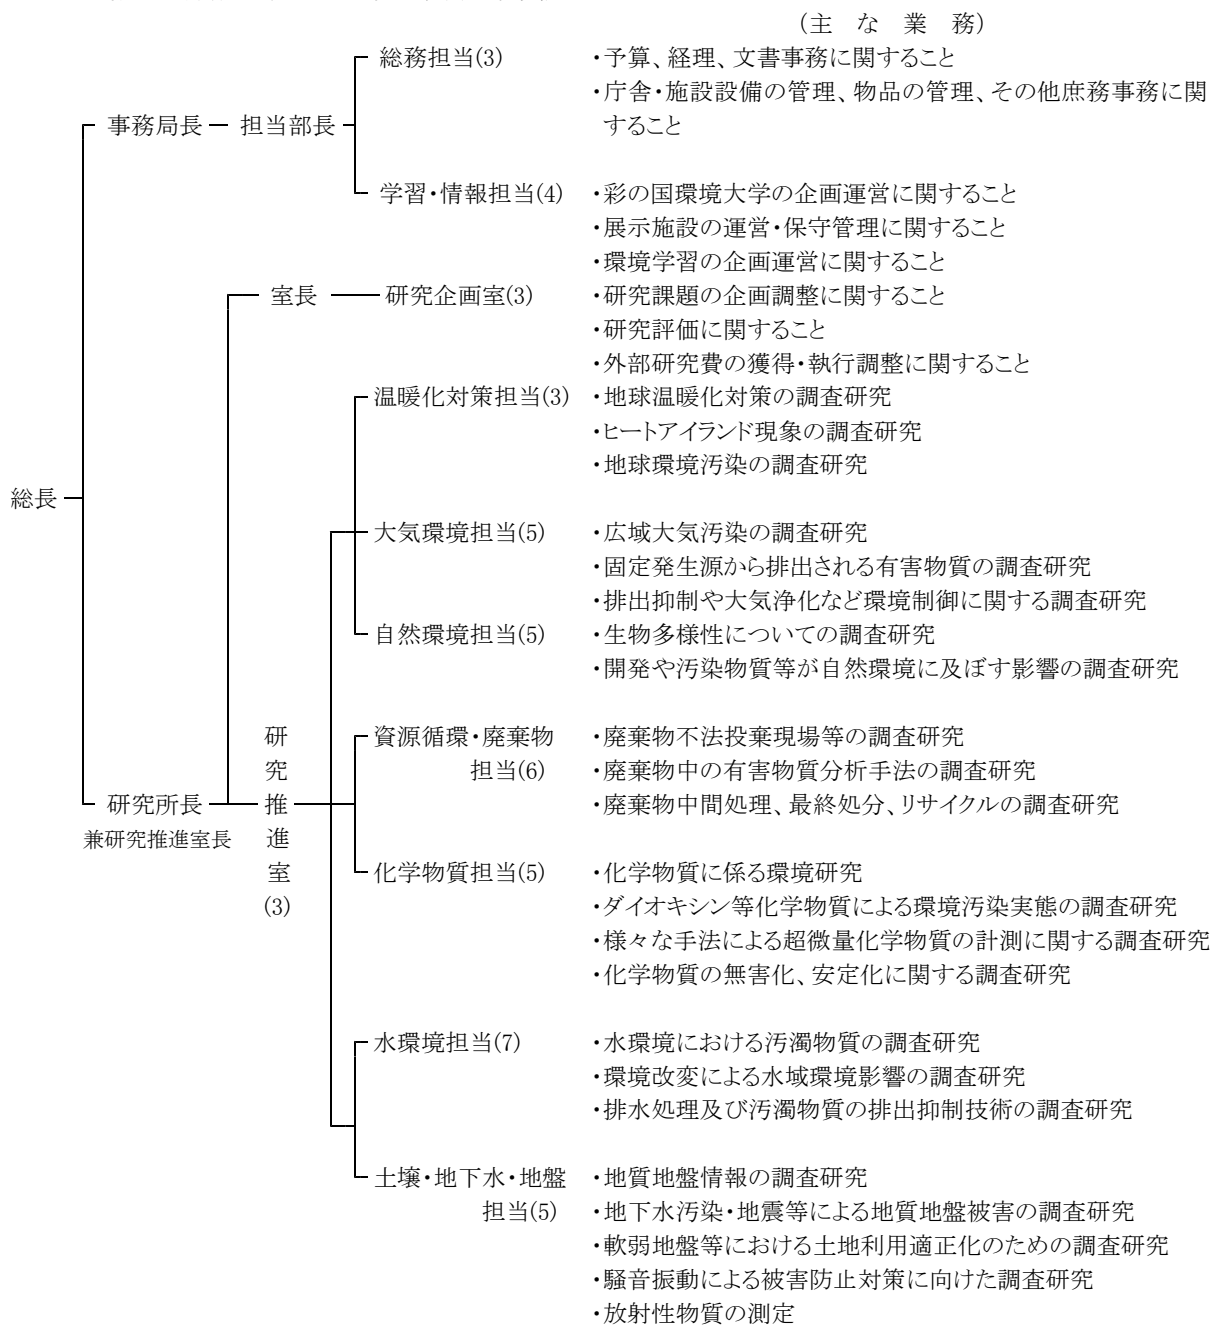 (主な業務)
総務担当(3)
・予算、経理、文書事務に関すること
・庁舎・施設設備の管理、物品の管理、その他庶務事務に関
すること
事務局長
担当部長
学習・情報担当(4)
・彩の国環境大学の企画運営に関すること
・展示施設の運営・保守管理に関すること
・環境学習の企画運営に関すること
室長
研究企画室(3)
・研究課題の企画調整に関すること
・研究評価に関すること
・外部研究費の獲得・執行調整に関すること
温暖化対策担当(3)
・地球温暖化対策の調査研究
・ヒートアイランド現象の調査研究
・地球環境汚染の調査研究
総長
大気環境担当(5)
・広域大気汚染の調査研究
・固定発生源から排出される有害物質の調査研究
・排出抑制や大気浄化など環境制御に関する調査研究
自然環境担当(5)
・生物多様性についての調査研究
・開発や汚染物質等が自然環境に及ぼす影響の調査研究
研究所長
兼研究推進室長
研究推進室(3)
資源循環・廃棄物
担当(6)
・廃棄物不法投棄現場等の調査研究
・廃棄物中の有害物質分析手法の調査研究
・廃棄物中間処理、最終処分、リサイクルの調査研究
化学物質担当(5)
・化学物質に係る環境研究
・ダイオキシン等化学物質による環境汚染実態の調査研究
・様々な手法による超微量化学物質の計測に関する調査研究
・化学物質の無害化、安定化に関する調査研究
水環境担当(7)
・水環境における汚濁物質の調査研究
・環境改変による水域環境影響の調査研究
・排水処理及び汚濁物質の排出抑制技術の調査研究
土壌・地下水・地盤
担当(5)
・地質地盤情報の調査研究
・地下水汚染・地震等による地質地盤被害の調査研究
・軟弱地盤等における土地利用適正化のための調査研究
・騒音振動による被害防止対策に向けた調査研究
・放射性物質の測定